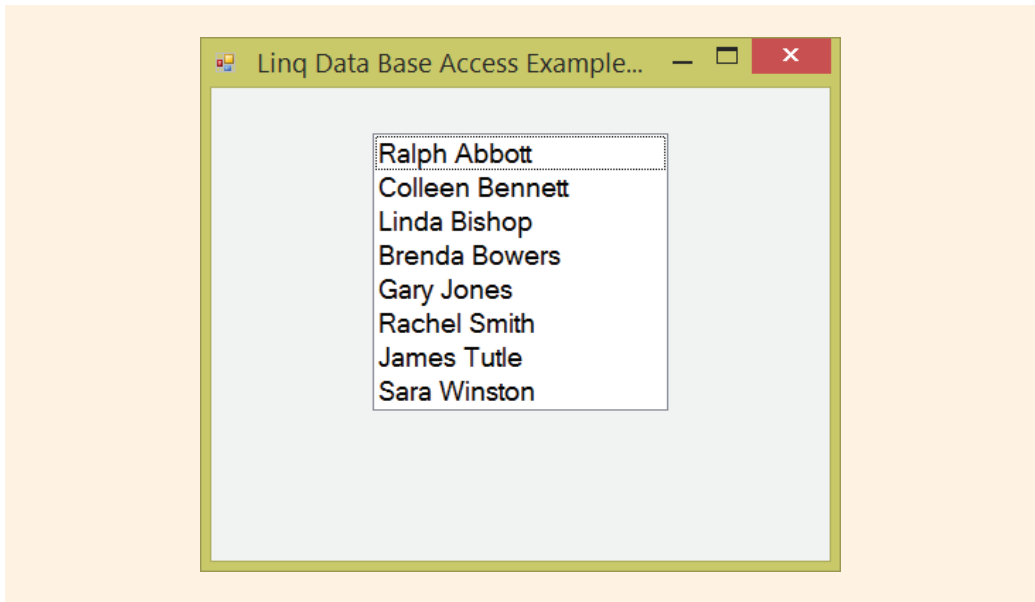 Linq Data Base Access Example...
Ralph Abbott
Colleen Bennett
Linda Bishop
Brenda Bowers
Gary Jones
Rachel Smith
James Tutle
Sara Winston